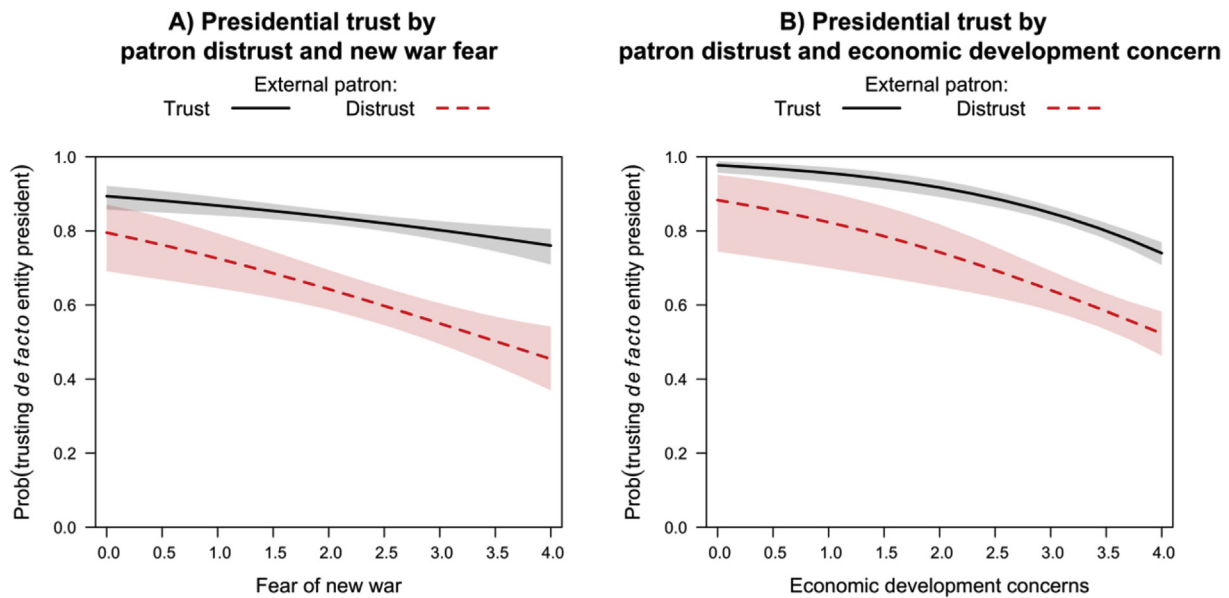 A) Presidential trust by
patron distrust and new war fear
External patron:
Trust Distrust
Prob(trusting de facto entity president)
1.0
0.8
0.6
0.4
0.2
0.0
0.0 0.5 1.0 1.5 2.0 2.5 3.0 3.5 4.0
Fear of new war
B) Presidential trust by
patron distrust and economic development concern
External patron:
Trust Distrust
Prob(trusting de facto entity president)
1.0
0.8
0.6
0.4
0.2
0.0
0.0 0.5 1.0 1.5 2.0 2.5 3.0 3.5 4.0
Economic development concerns